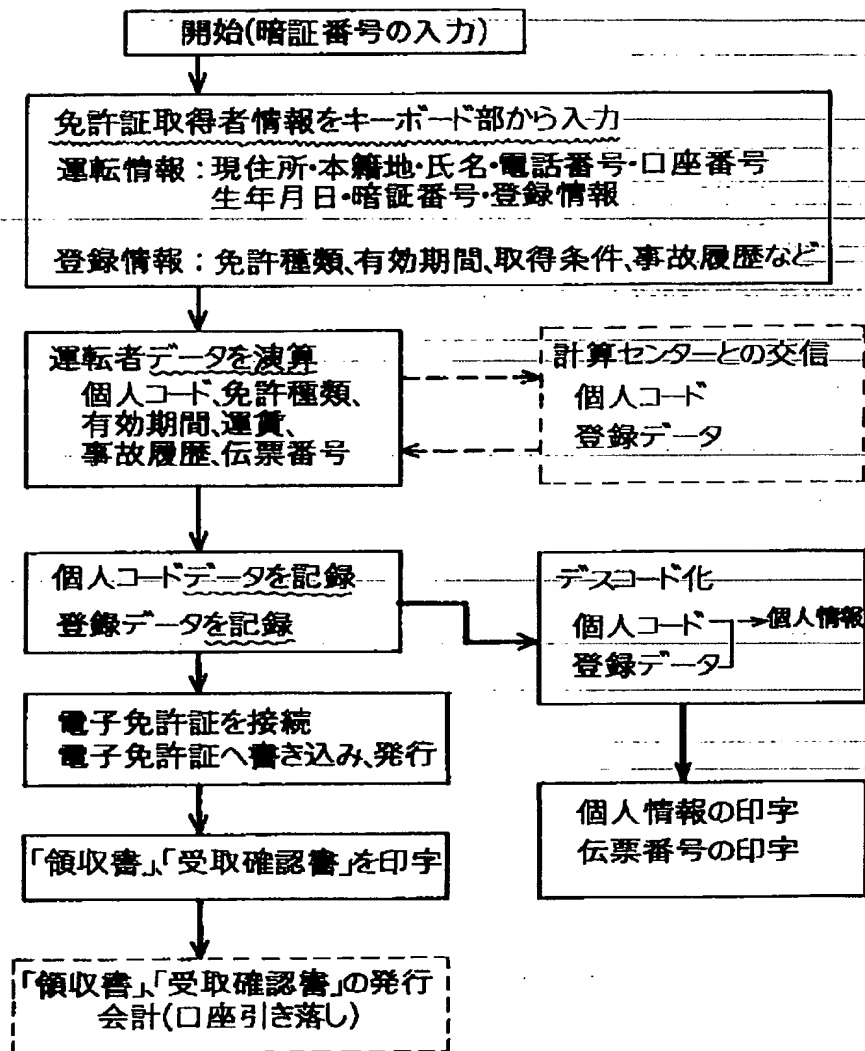 開始(暗証番号の入力)
免許証取得者情報をキーボード部から入力
運転情報：現住所・本籍地・氏名・電話番号・口座番号
生年月日・暗証番号・登録情報
登録情報：免許種類、有効期間、取得条件、事故履歴など
運転者データを演算
個人コード、免許種類、
有効期間、運賃、
事故履歴、伝票番号
計算センターとの交信
個人コード
登録データ
個人コードデータを記録
登録データを記録
デスコード化
個人コード
登録データ
個人情報
電子免許証を接続
電子免許証へ書き込み、発行
個人情報の印字
伝票番号の印字
「領収書」、「受取確認書」を印字
「領収書」、「受取確認書」の発行
会計(口座引き落し)